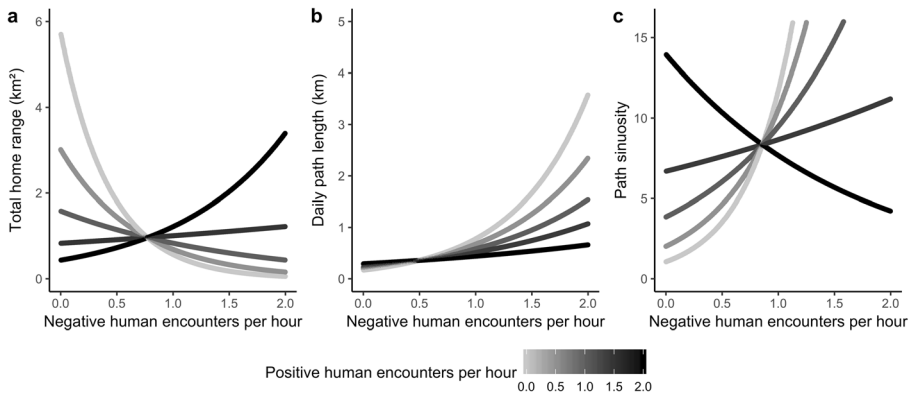 a
Total home range (km²)
6
4
2
0
0.0 0.5 1.0 1.5 2.0
Negative human encounters per hour
b
Daily path length (km)
5
4
3
2
1
0
0.0 0.5 1.0 1.5 2.0
Negative human encounters per hour
c
Path sinuosity
15
10
5
0
0.0 0.5 1.0 1.5 2.0
Negative human encounters per hour
Positive human encounters per hour
0.0 0.5 1.0 1.5 2.0